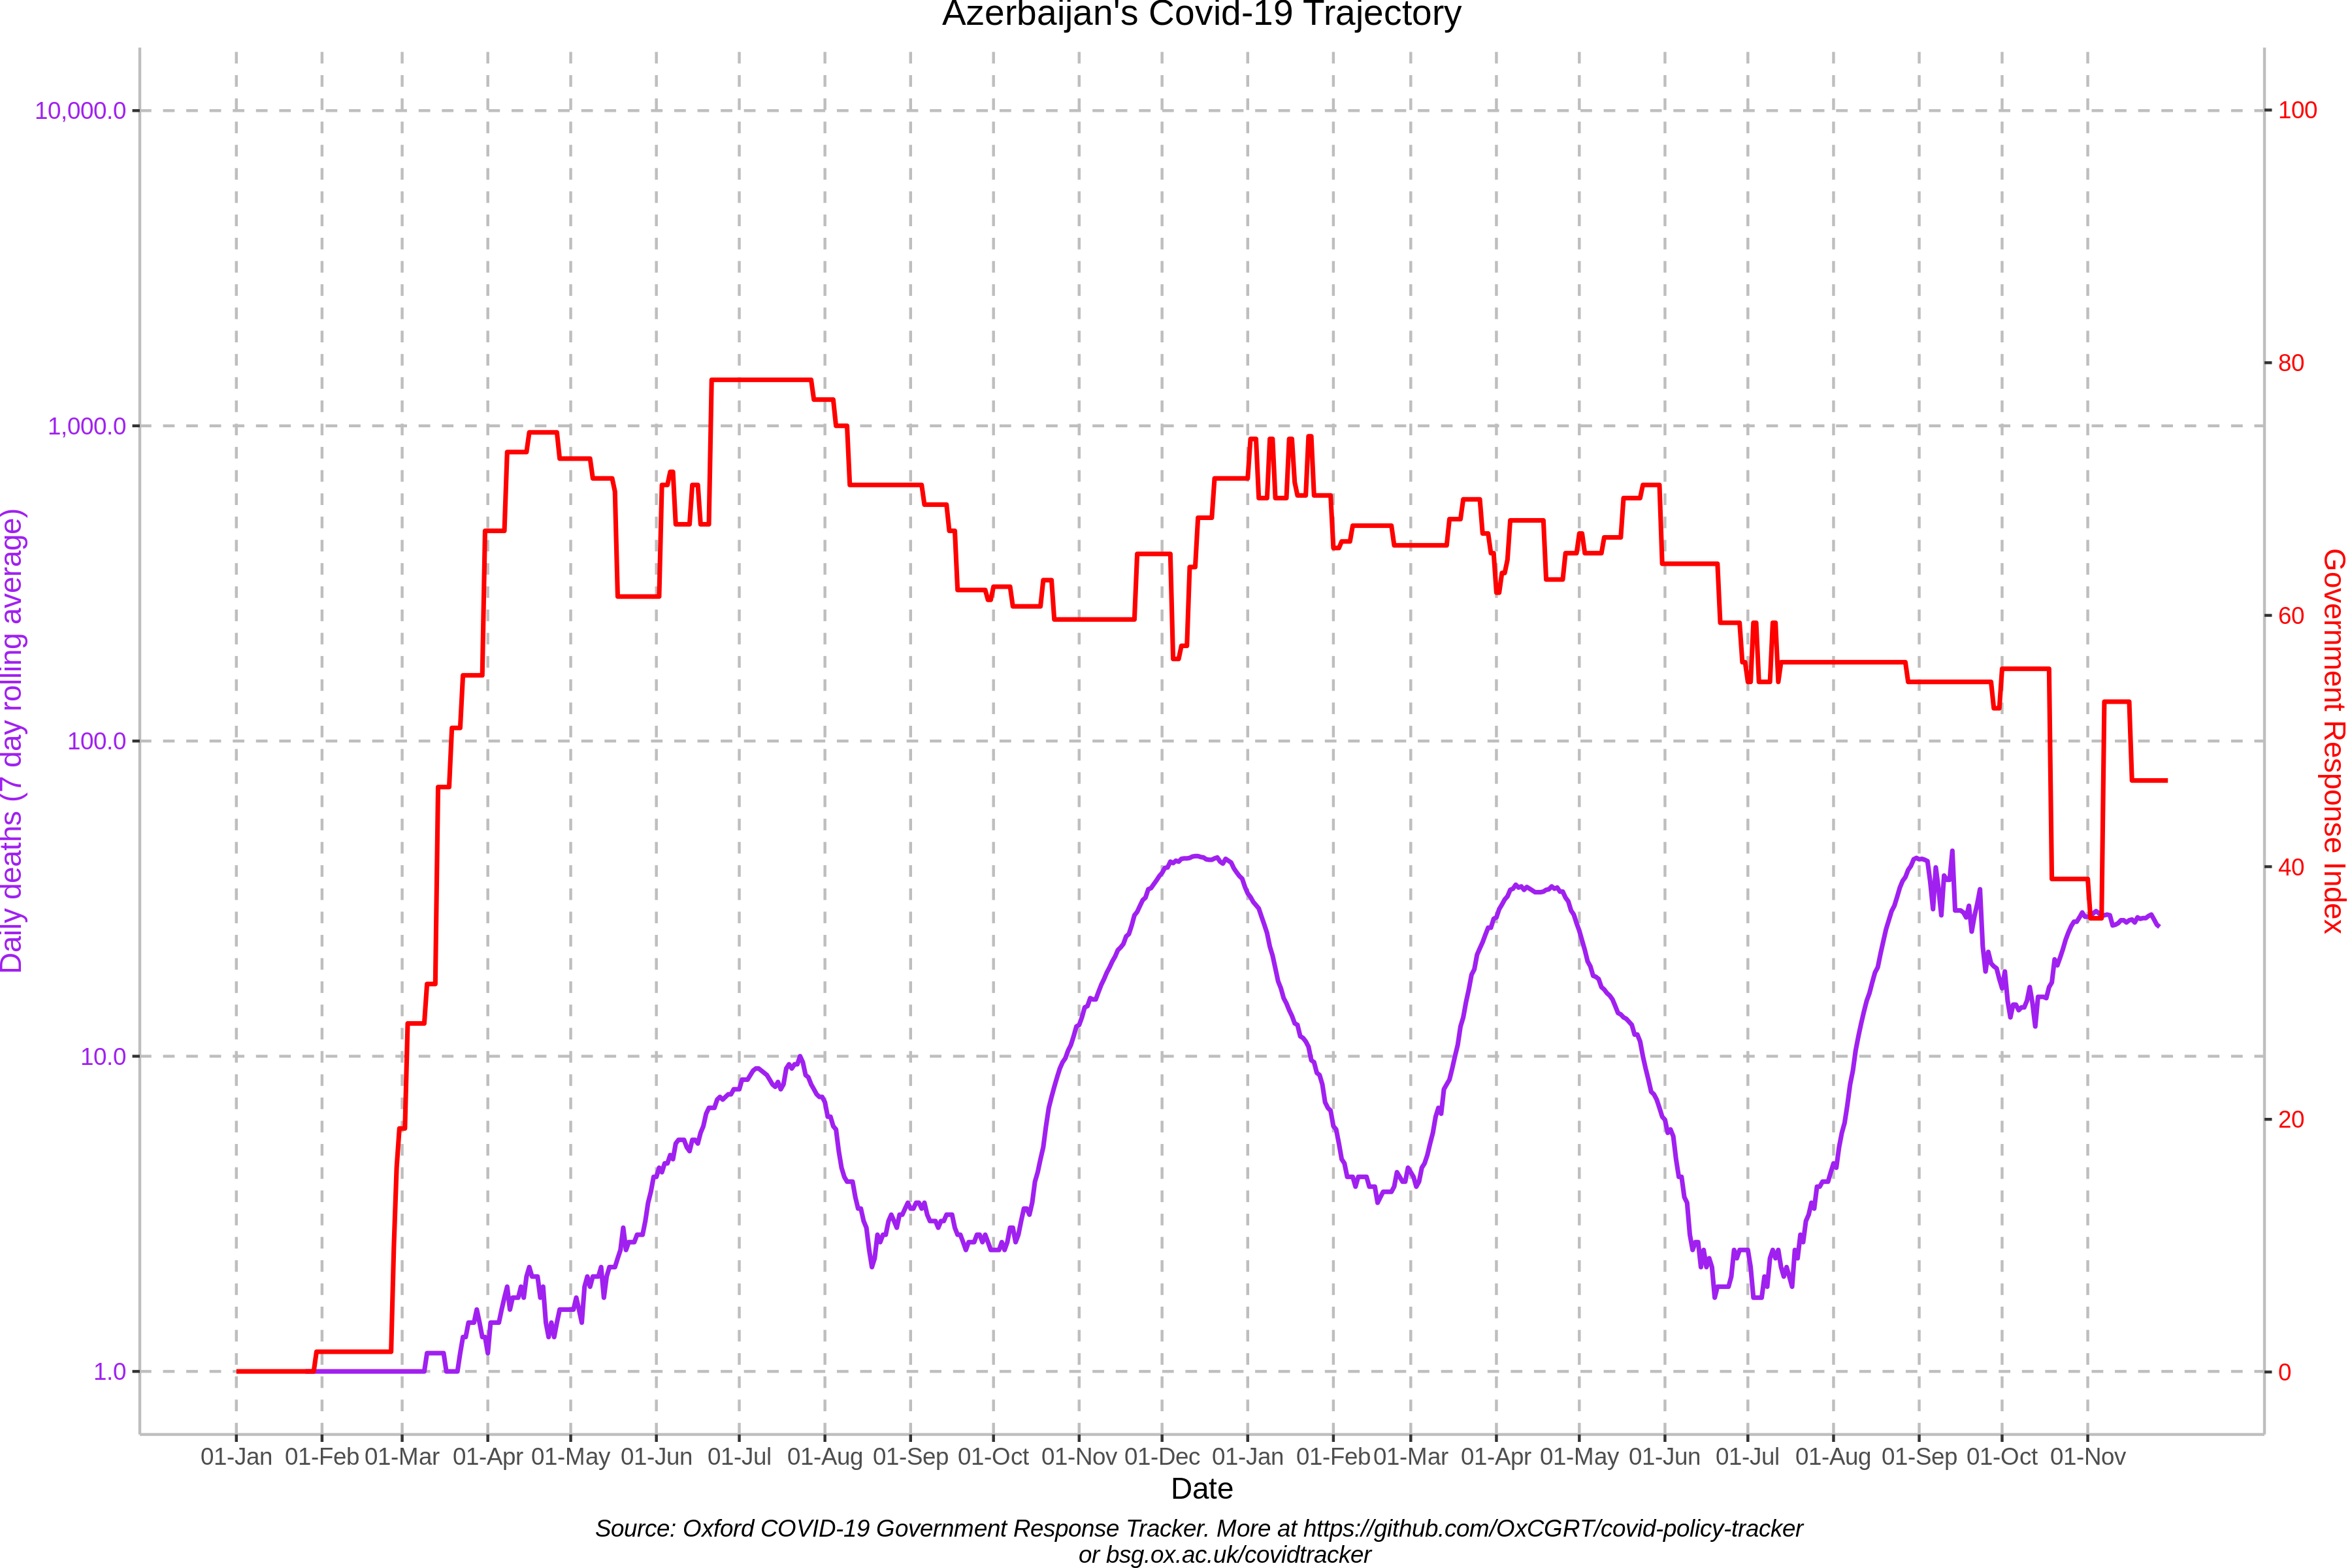 Azerbaijan's Covid-19 Trajectory
10,000.0
1,000.0
100.0
10.0
1.0
Daily deaths (7 day rolling average)
100
80
60
40
20
0
Government Response Index
01-Jan 01-Feb 01-Mar 01-Apr 01-May 01-Jun 01-Jul 01-Aug 01-Sep 01-Oct 01-Nov 01-Dec 01-Jan 01-Feb 01-Mar 01-Apr 01-May 01-Jun 01-Jul 01-Aug 01-Sep 01-Oct 01-Nov
Date
Source: Oxford COVID-19 Government Response Tracker. More at https://github.com/OxCGRT/covid-policy-tracker
or bsg.ox.ac.uk/covidtracker